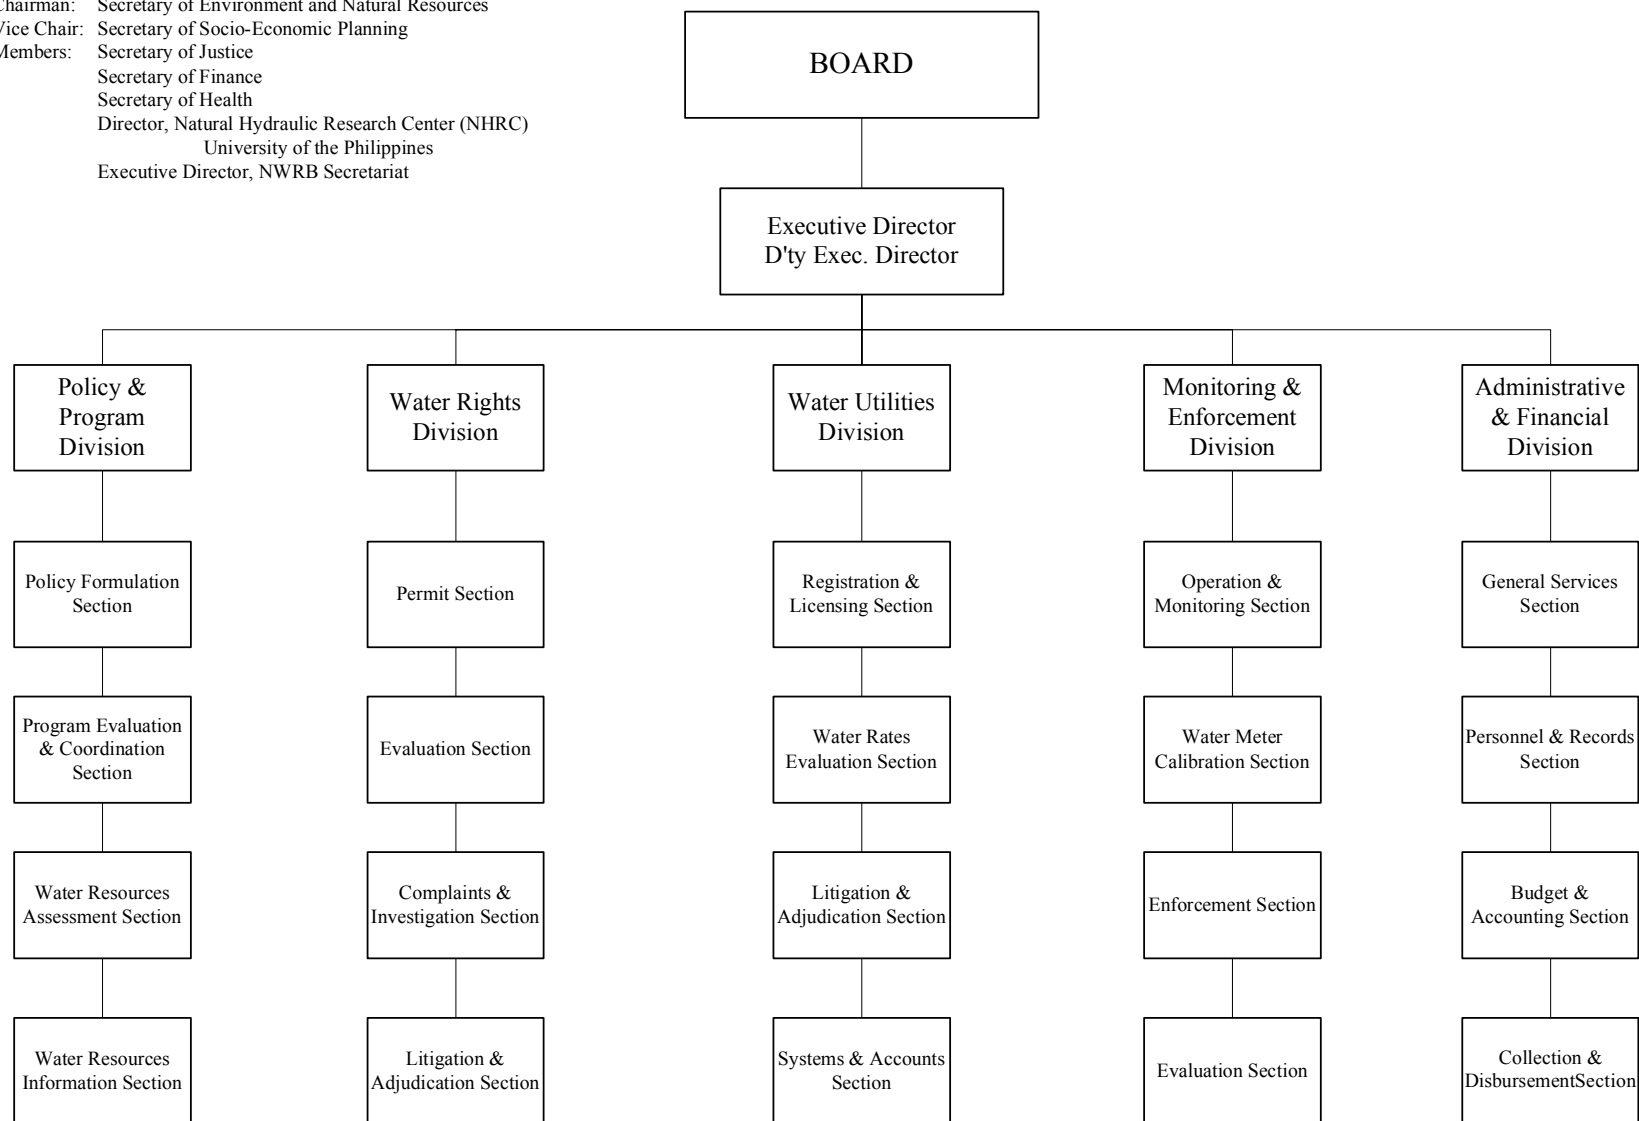 Chairman: Secretary of Environment and Natural Resources
Vice Chair: Secretary of Socio-Economic Planning
Members: Secretary of Justice
Secretary of Finance
Secretary of Health
Director, Natural Hydraulic Research Center (NHRC)
University of the Philippines
Executive Director, NWRB Secretariat
BOARD
Executive Director
D'ty Exec. Director
Policy &
Program
Division
Water Rights
Division
Water Utilities
Division
Monitoring &
Enforcement
Division
Administrative
& Financial
Division
Policy Formulation
Section
Permit Section
Registration &
Licensing Section
Operation &
Monitoring Section
General Services
Section
Program Evaluation
& Coordination
Section
Evaluation Section
Water Rates
Evaluation Section
Water Meter
Calibration Section
Personnel & Records
Section
Water Resources
Assessment Section
Complaints &
Investigation Section
Litigation &
Adjudication Section
Enforcement Section
Budget &
Accounting Section
Water Resources
Information Section
Litigation &
Adjudication Section
Systems & Accounts
Section
Evaluation Section
Collection &
DisbursementSection